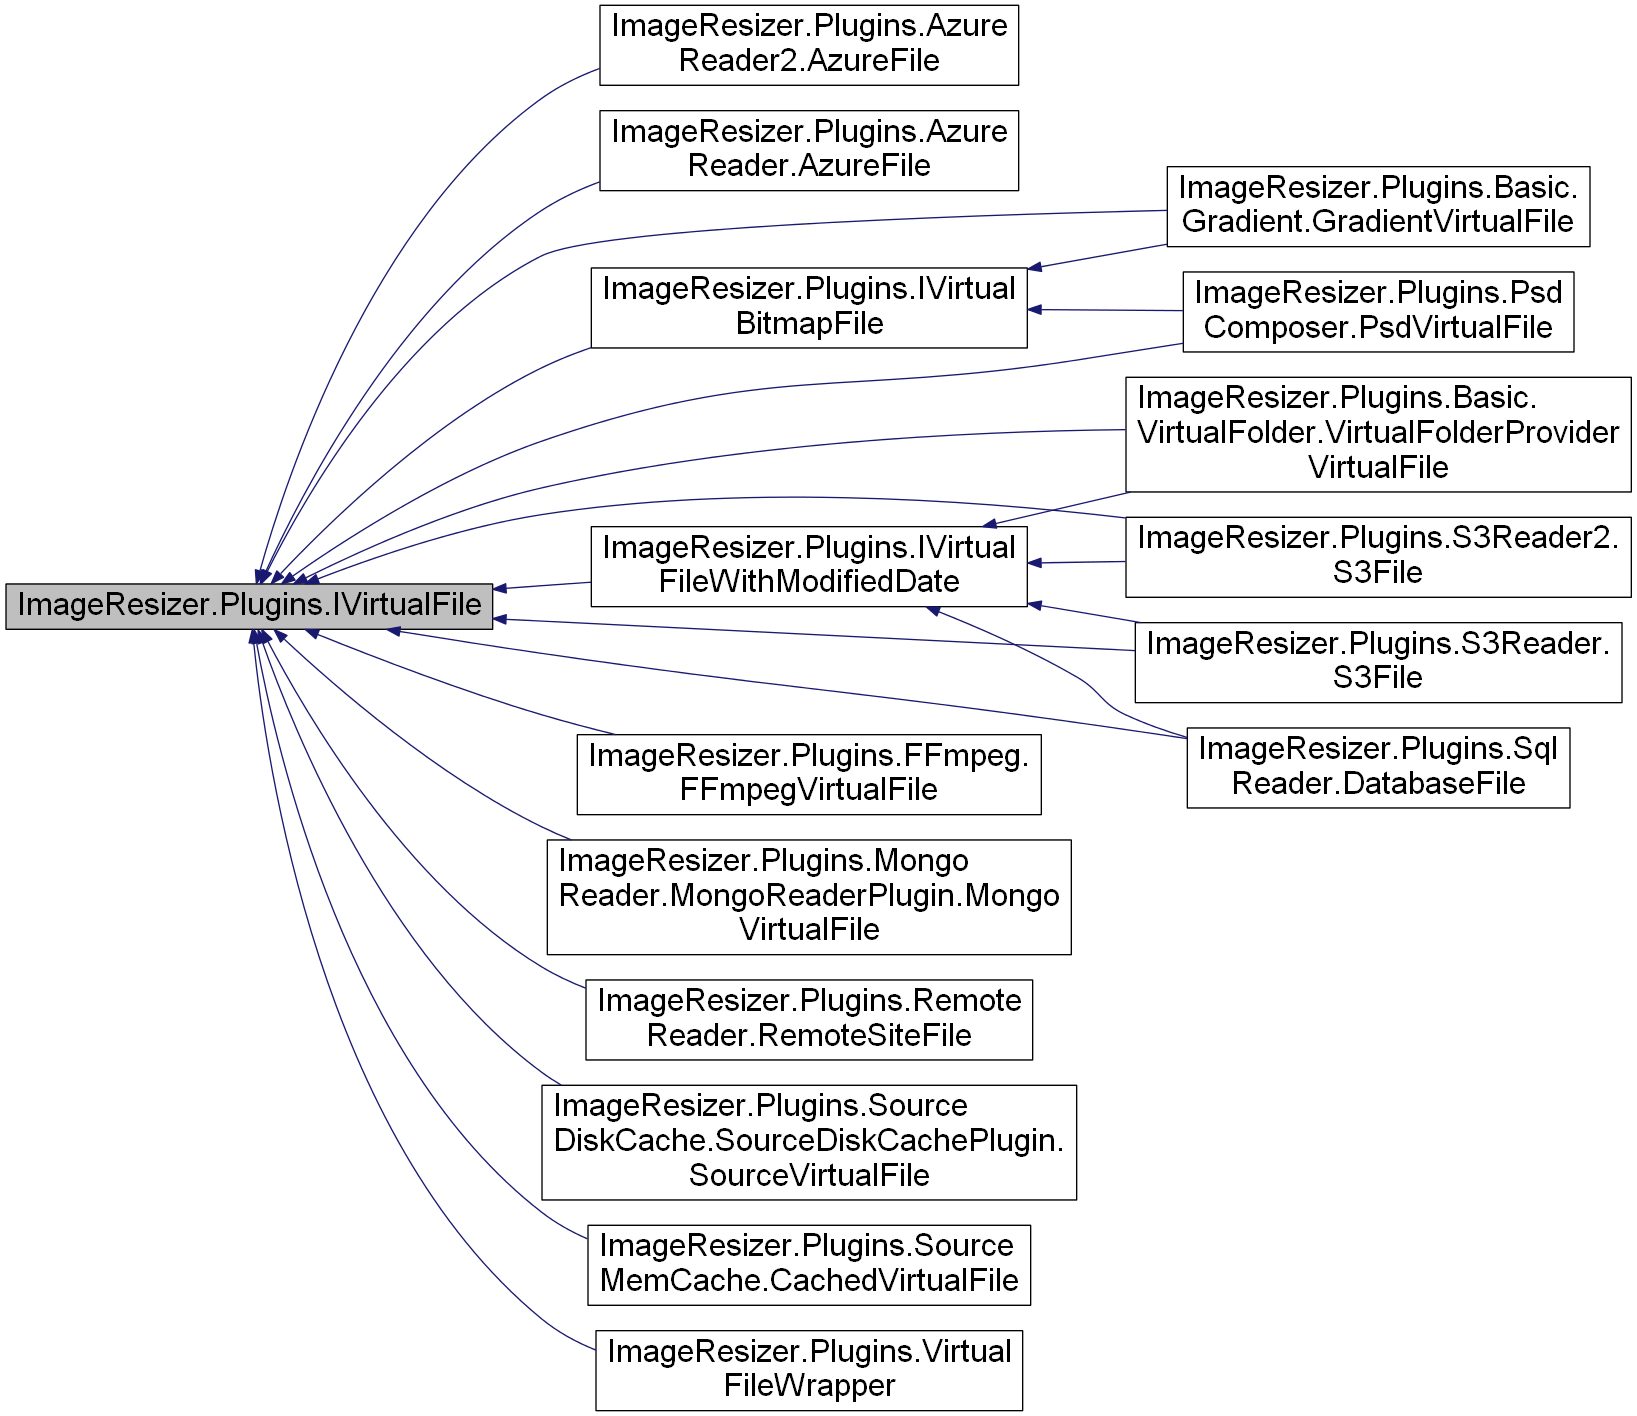 ImageResizer.Plugins.Azure
Reader2.AzureFile
ImageResizer.Plugins.Azure
Reader.AzureFile
ImageResizer.Plugins.Basic.
Gradient.GradientVirtualFile
ImageResizer.Plugins.IVirtual
BitmapFile
ImageResizer.Plugins.Psd
Composer.PsdVirtualFile
ImageResizer.Plugins.Basic.
VirtualFolder.VirtualFolderProvider
VirtualFile
ImageResizer.Plugins.IVirtual
FileWithModifiedDate
ImageResizer.Plugins.S3Reader2.
S3File
ImageResizer.Plugins.IVirtualFile
ImageResizer.Plugins.S3Reader.
S3File
ImageResizer.Plugins.FFmpeg.
FFmpegVirtualFile
ImageResizer.Plugins.Sql
Reader.DatabaseFile
ImageResizer.Plugins.Mongo
Reader.MongoReaderPlugin.Mongo
VirtualFile
ImageResizer.Plugins.Remote
Reader.RemoteSiteFile
ImageResizer.Plugins.Source
DiskCache.SourceDiskCachePlugin.
SourceVirtualFile
ImageResizer.Plugins.Source
MemCache.CachedVirtualFile
ImageResizer.Plugins.Virtual
FileWrapper